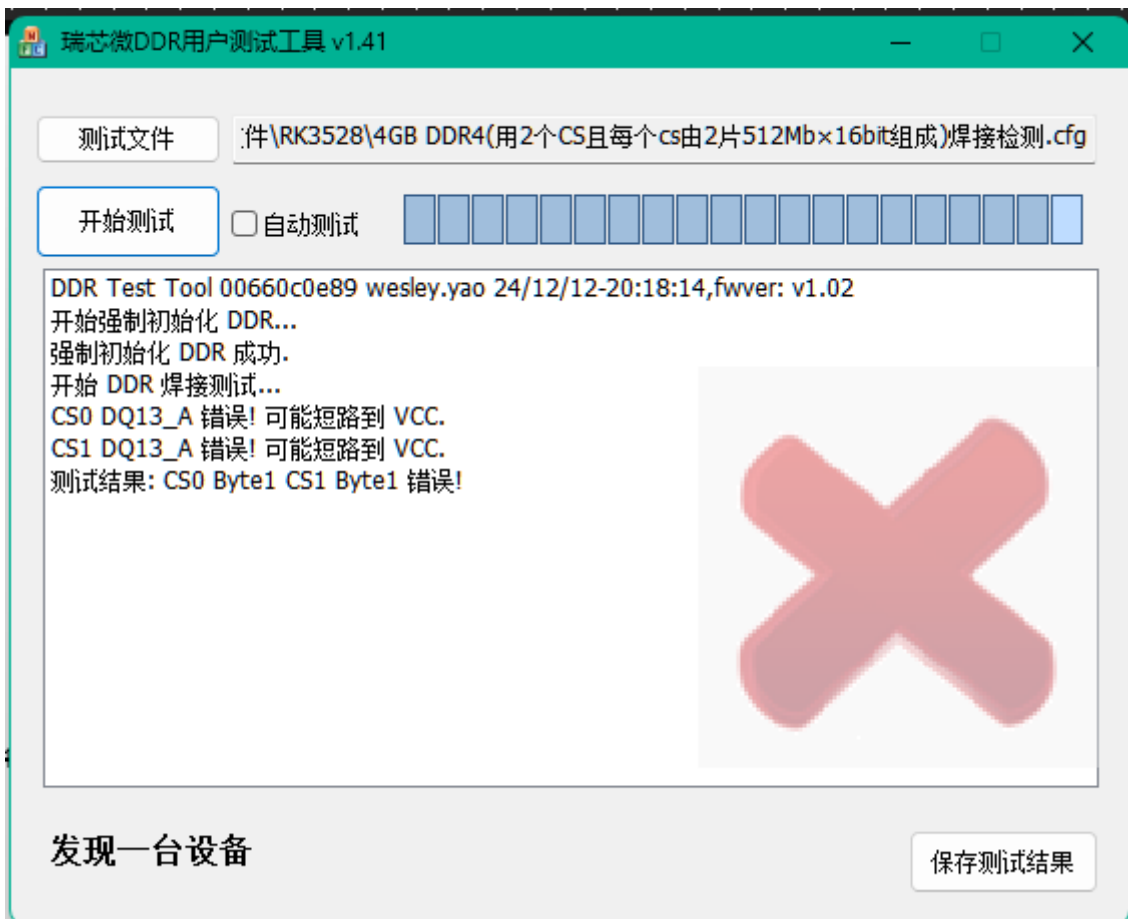 瑞芯微DDR用户测试工具 v1.41
测试文件
件\RK3528\4GB DDR4(用2个CS且每个cs由2片512Mb×16bit组成)焊接检测.cfg
开始测试
自动测试
DDR Test Tool 00660c0e89 wesley.yao 24/12/12-20:18:14,fwver: v1.02
开始强制初始化 DDR...
强制初始化 DDR 成功.
开始 DDR 焊接测试...
CS0 DQ13_A 错误! 可能短路到 VCC.
CS1 DQ13_A 错误! 可能短路到 VCC.
测试结果: CS0 Byte1 CS1 Byte1 错误!
发现一台设备
保存测试结果